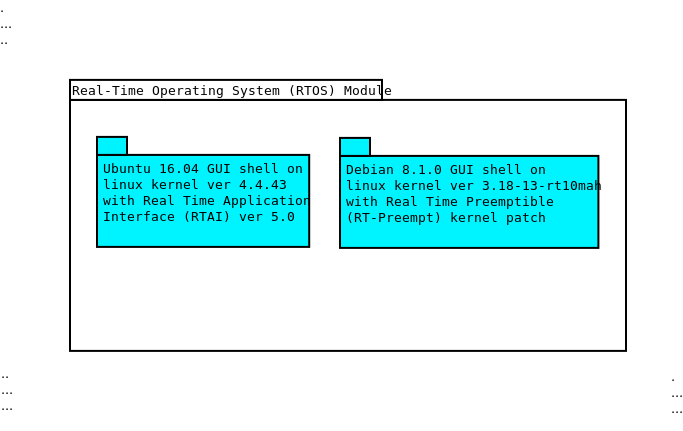 .
...
..
Real-Time Operating System (RTOS) Module
Ubuntu 16.04 GUI shell on
linux kernel ver 4.4.43
with Real Time Application
Interface (RTAI) ver 5.0
Debian 8.1.0 GUI shell on
linux kernel ver 3.18-13-rt10mah
with Real Time Preemptible
(RT-Preempt) kernel patch
..
...
...
.
...
...